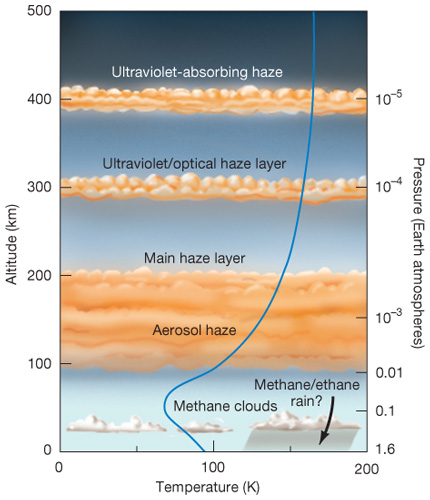 500
Ultraviolet-absorbing haze
400
10-5
Ultraviolet/optical haze layer
300
10-4
Altitude (km)
Pressure (Earth atmospheres)
Main haze layer
200
Aerosol haze
10-3
100
0.01
Methane/ethane
rain?
Methane clouds
0.1
0
1.6
0
100
200
Temperature (K)